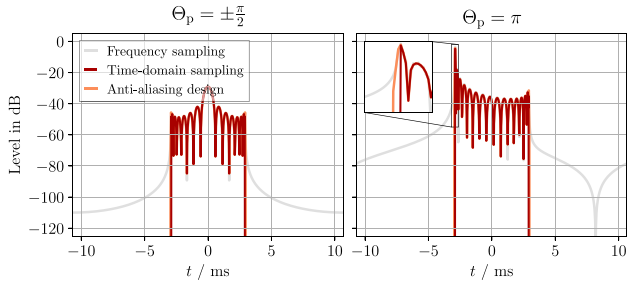 Θp = ±π/2
Θp = π
Frequency sampling
Time-domain sampling
Anti-aliasing design
Level in dB
0
−20
−40
−60
−80
−100
−120
−10 −5 0 5 10
−10 −5 0 5 10
t / ms
t / ms